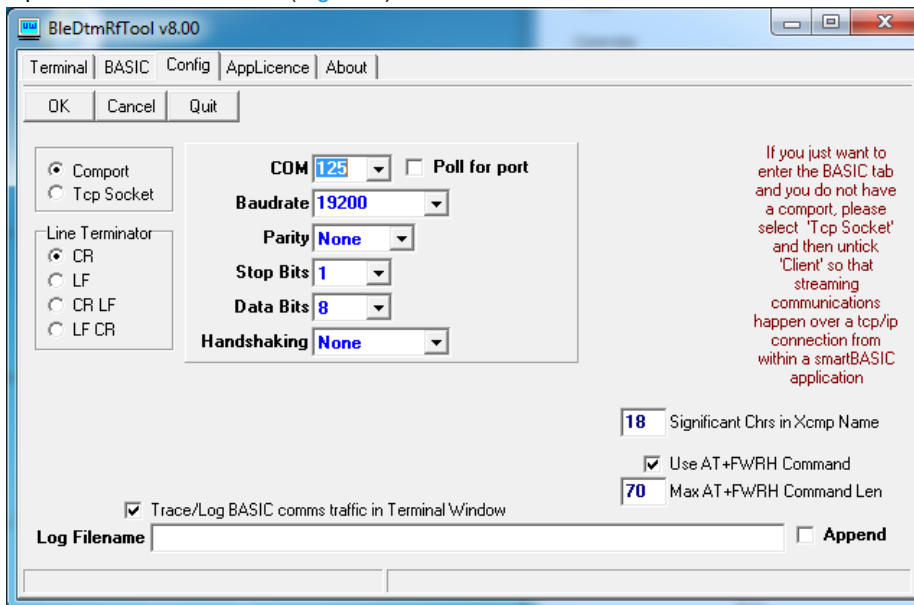 BleDtmRfTool v8.00
Terminal BASIC Config AppLicence About
OK Cancel Quit
Comport
Tcp Socket
Line Terminator
CR
LF
CR LF
LF CR
COM 125 Poll for port
Baudrate 19200
Parity None
Stop Bits 1
Data Bits 8
Handshaking None
If you just want to
enter the BASIC tab
and you do not have
a comport, please
select 'Tcp Socket'
and then untick
'Client' so that
streaming
communications
happen over a tcp/ip
connection from
within a smartBASIC
application
18 Significant Chrs in Xcmp Name
Use AT+FWRH Command
70 Max AT+FWRH Command Len
Trace/Log BASIC comms traffic in Terminal Window
Log Filename Append